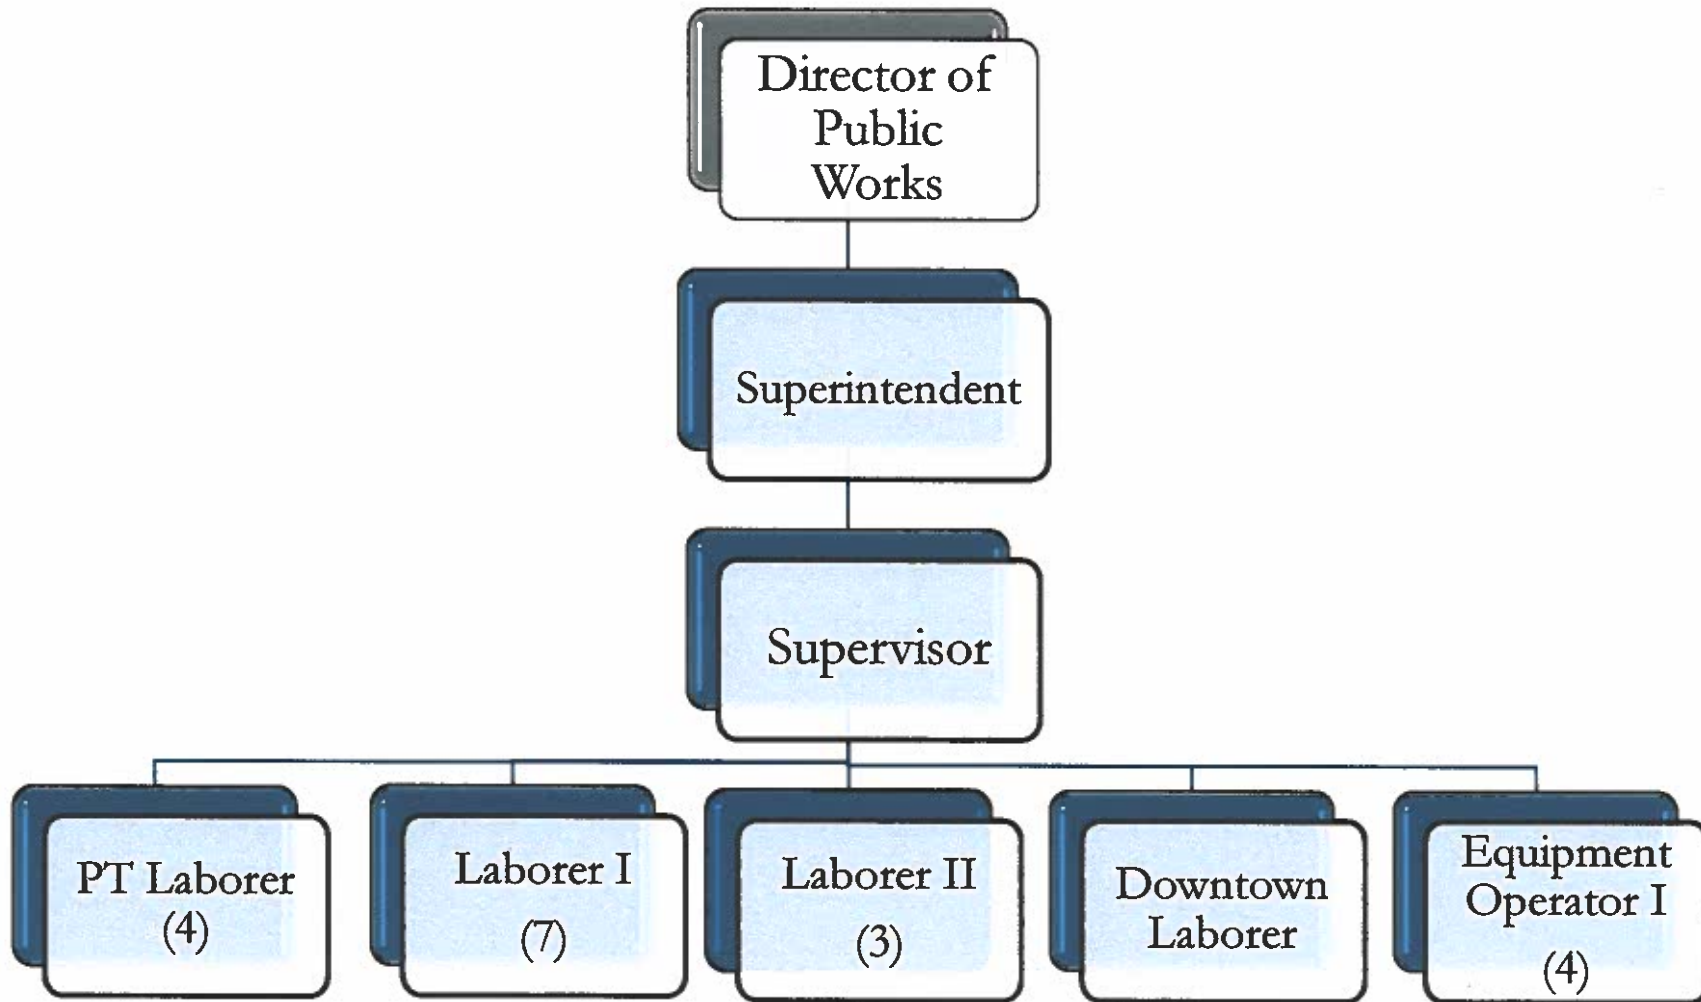 Director of
Public
Works
Superintendent
Supervisor
PT Laborer
(4)
Laborer I
(7)
Laborer II
(3)
Downtown
Laborer
Equipment
Operator I
(4)